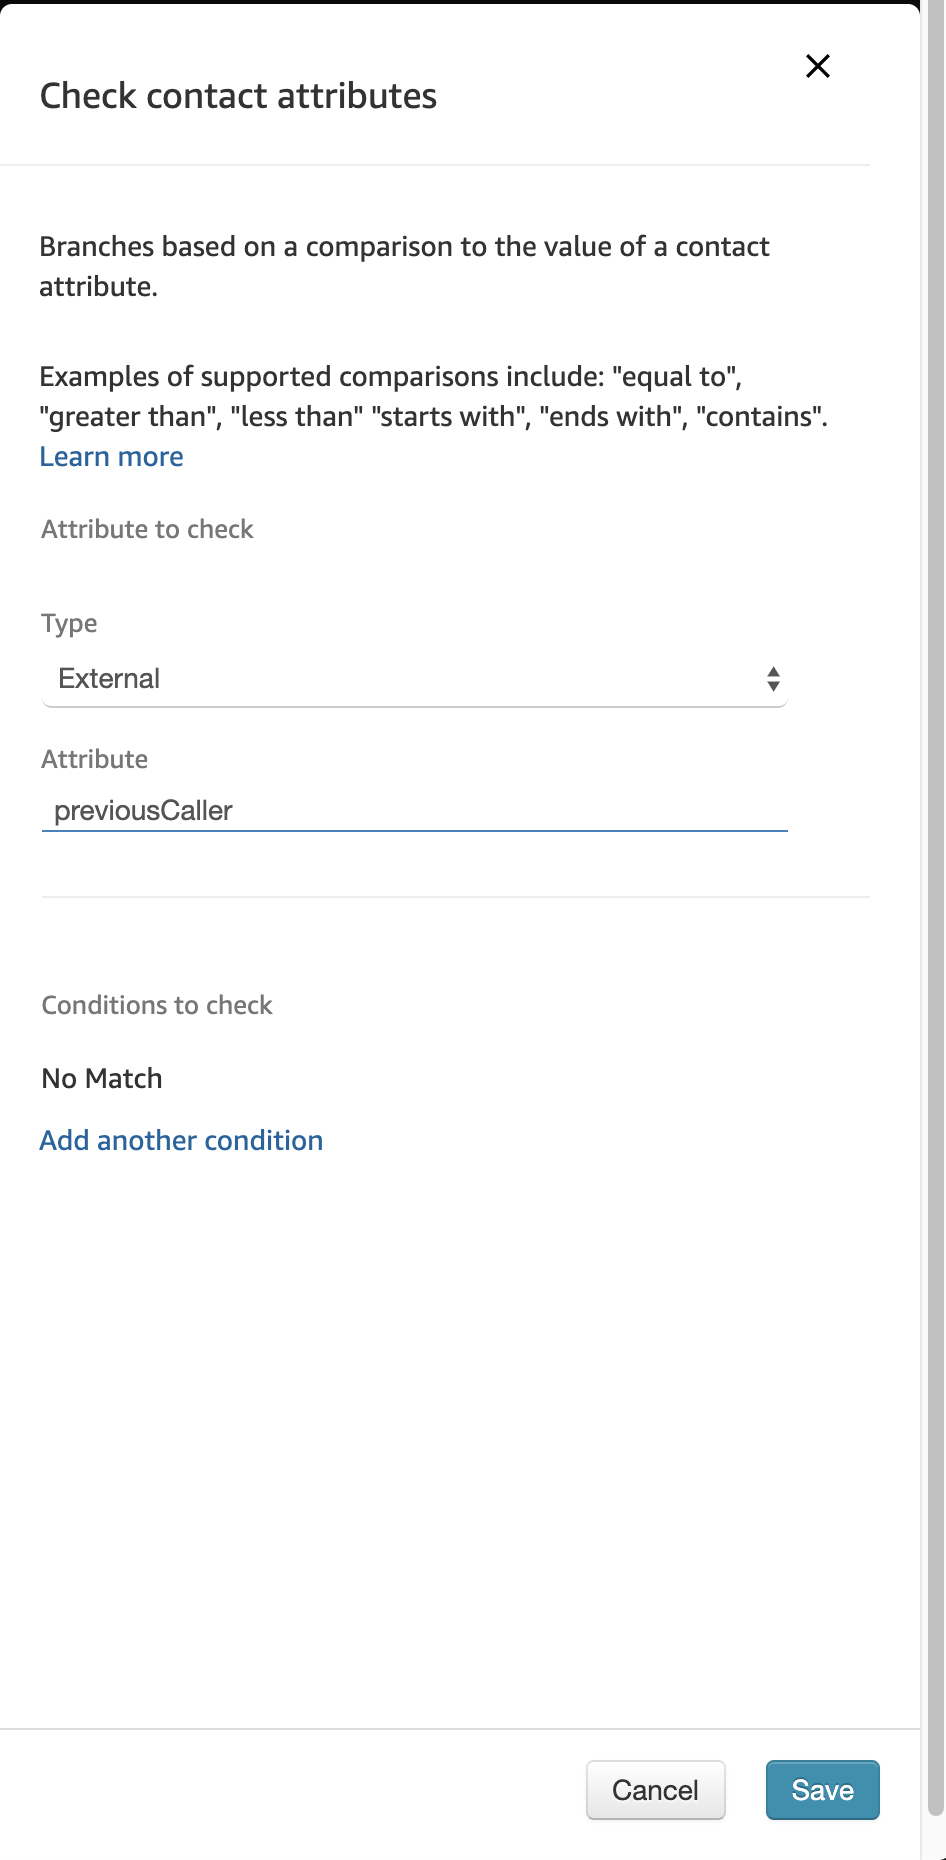 Check contact attributes
Branches based on a comparison to the value of a contact
attribute.
Examples of supported comparisons include: "equal to",
"greater than", "less than" "starts with", "ends with", "contains".
Learn more
Attribute to check
Type
External
Attribute
previousCaller
Conditions to check
No Match
Add another condition
Cancel
Save